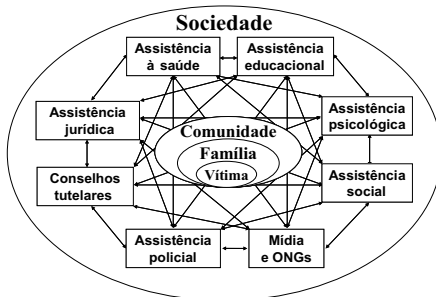 Sociedade
Assistência
à saúde
Assistência
educacional
Assistência
jurídica
Assistência
psicológica
Comunidade
Família
Vítima
Conselhos
tutelares
Assistência
social
Assistência
policial
Mídia
e ONGs